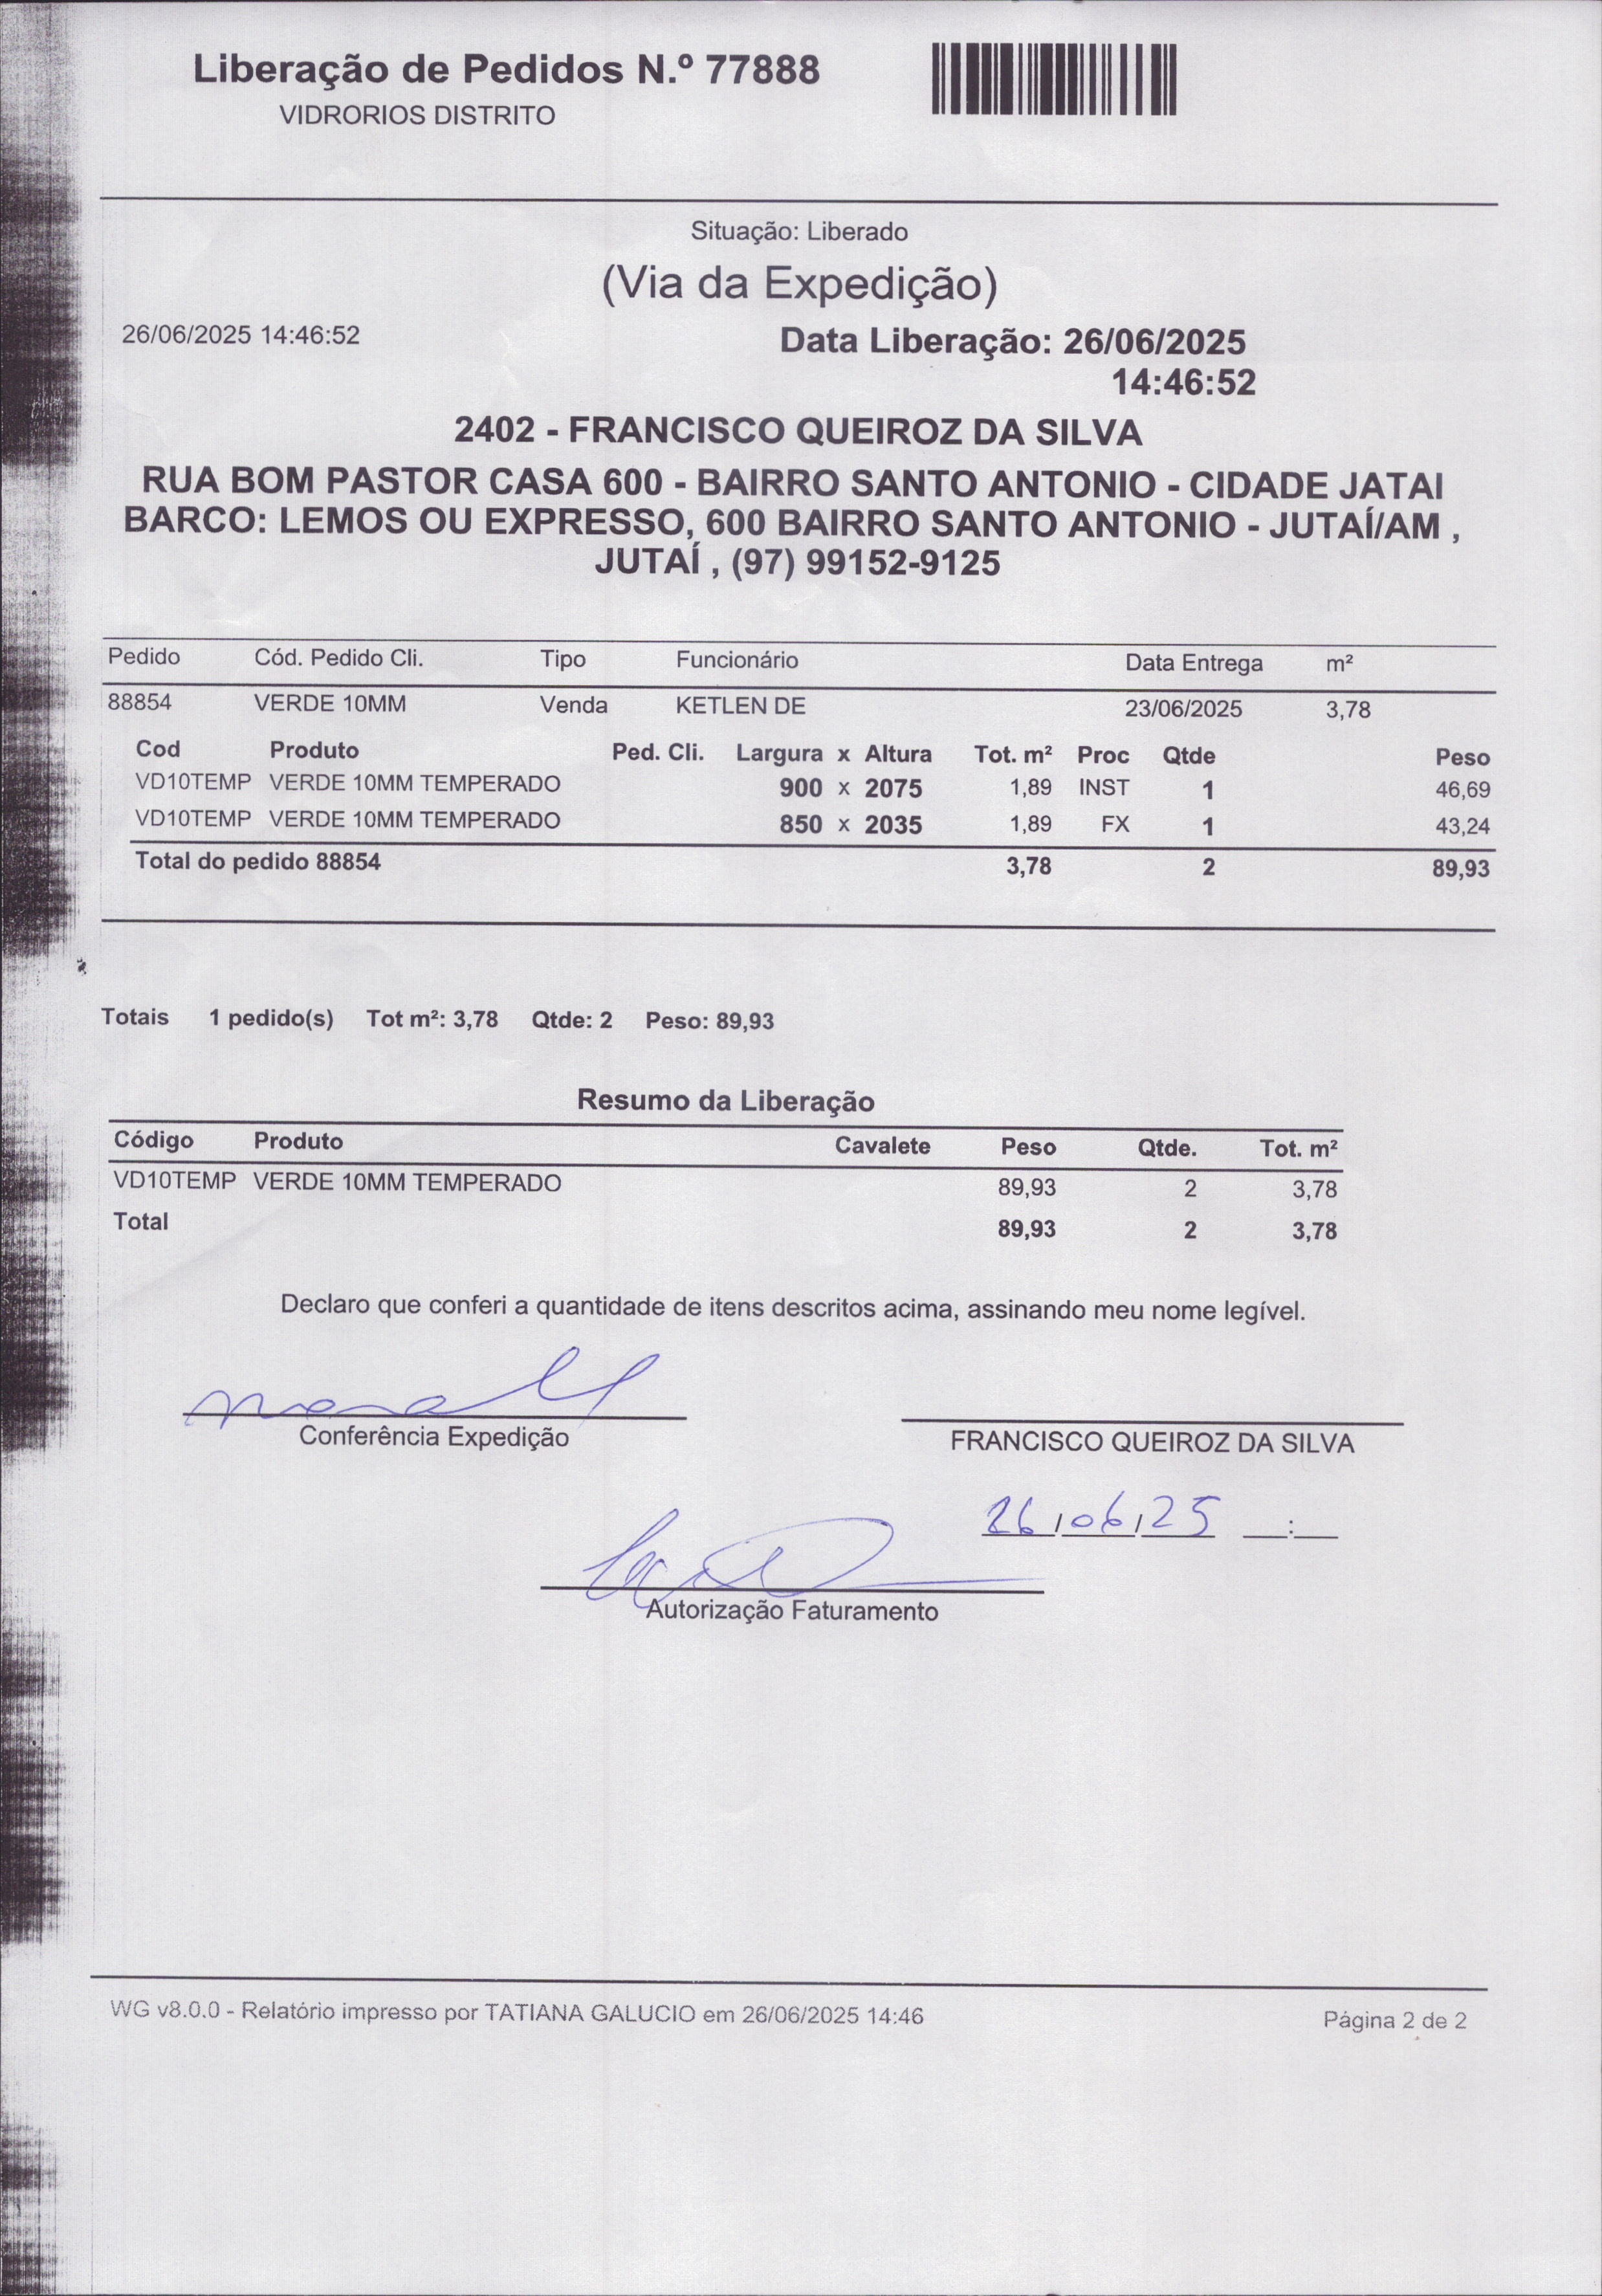 Liberação de Pedidos N.º 77888
VIDRORIOS DISTRITO
Situação: Liberado
(Via da Expedição)
26/06/2025 14:46:52 Data Liberação: 26/06/2025
14:46:52
2402 - FRANCISCO QUEIROZ DA SILVA
RUA BOM PASTOR CASA 600 - BAIRRO SANTO ANTONIO - CIDADE JATAI
BARCO: LEMOS OU EXPRESSO, 600 BAIRRO SANTO ANTONIO - JUTAÍ/AM ,
JUTAÍ , (97) 99152-9125
Pedido Cód. Pedido Cli. Tipo Funcionário Data Entrega m²
88854 VERDE 10MM Venda KETLEN DE 23/06/2025 3,78
Cod Produto Ped. Cli. Largura x Altura Tot. m² Proc Qtde Peso
VD10TEMP VERDE 10MM TEMPERADO 900 x 2075 1,89 INST 1 46,69
VD10TEMP VERDE 10MM TEMPERADO 850 x 2035 1,89 FX 1 43,24
Total do pedido 88854 3,78 2 89,93
Totais 1 pedido(s) Tot m²: 3,78 Qtde: 2 Peso: 89,93
Resumo da Liberação
Código Produto Cavalete Peso Qtde. Tot. m²
VD10TEMP VERDE 10MM TEMPERADO 89,93 2 3,78
Total 89,93 2 3,78
Declaro que conferi a quantidade de itens descritos acima, assinando meu nome legível.
Conferência Expedição FRANCISCO QUEIROZ DA SILVA
26/06/25 __:__
Autorização Faturamento
WG v8.0.0 - Relatório impresso por TATIANA GALUCIO em 26/06/2025 14:46 Página 2 de 2